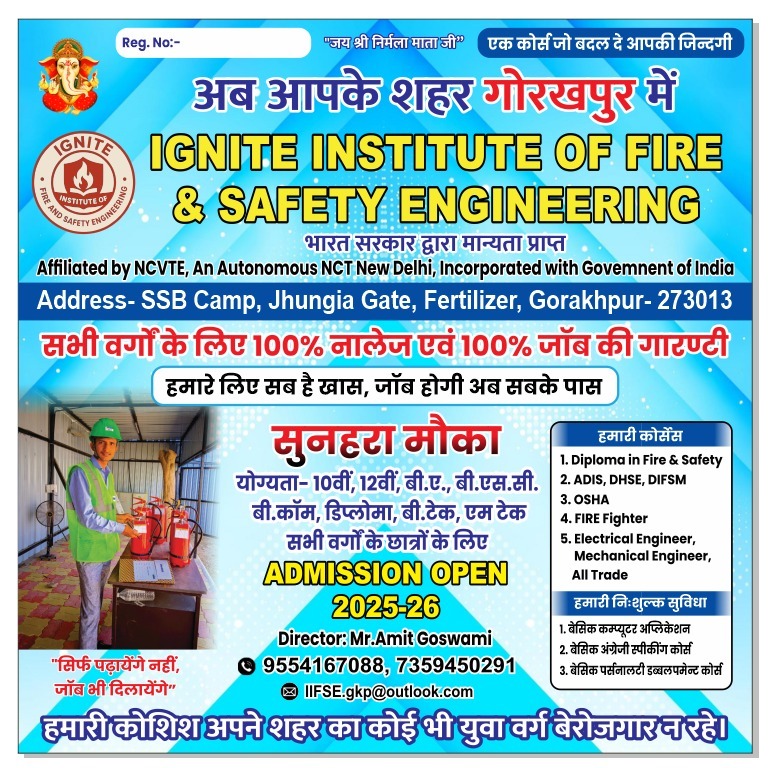 Reg. No:-
"जय श्री निर्मला माता जी"
एक कोर्स जो बदल दे आपकी जिन्दगी
अब आपके शहर गोरखपुर में
IGNITE
INSTITUTE OF
FIRE AND SAFETY ENGINEERING
IGNITE INSTITUTE OF FIRE
& SAFETY ENGINEERING
भारत सरकार द्वारा मान्यता प्राप्त
Affiliated by NCVTE, An Autonomous NCT New Delhi, Incorporated with Govemnent of India
Address- SSB Camp, Jhungia Gate, Fertilizer, Gorakhpur- 273013
सभी वर्गो के लिए 100% नालेज एवं 100% जॉब की गारण्टी
हमारे लिए सब है खास, जॉब होगी अब सबके पास
सुनहरा मौका
योग्यता- 10वीं, 12वीं, बी.ए., बी.एस.सी.
बी.कॉम, डिप्लोमा, बी.टेक, एम टेक
सभी वर्गो के छात्रों के लिए
ADMISSION OPEN
2025-26
Director: Mr.Amit Goswami
9554167088, 7359450291
IIFSE.gkp@outlook.com
हमारी कोर्सेस
1. Diploma in Fire & Safety
2. ADIS, DHSE, DIFSM
3. OSHA
4. FIRE Fighter
5. Electrical Engineer,
Mechanical Engineer,
All Trade
हमारी निःशुल्क सुविधा
1. बेसिक कम्प्यूटर अप्लिकेशन
2. बेसिक अंग्रेजी स्पीकींग कोर्स
3. बेसिक पर्सनालटी डब्वलपमेन्ट कोर्स
"सिर्फ पढ़ायेंगे नहीं,
जॉब भी दिलायेंगे"
हमारी कोशिश अपने शहर का कोई भी युवा वर्ग बेरोजगार न रहे।